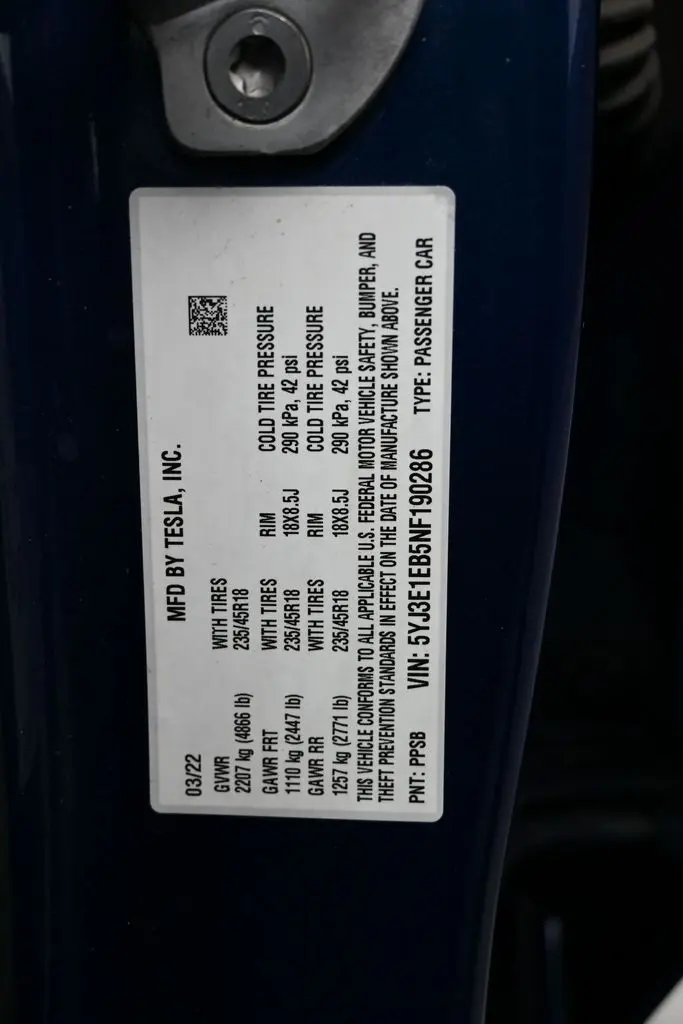 MFD BY TESLA, INC.
03/22
GVWR WITH TIRES
2207 kg (4866 lb) 235/45R18
GAWR FRT WITH TIRES RIM COLD TIRE PRESSURE
1110 kg (2447 lb) 235/45R18 18X8.5J 290 kPa, 42 psi
GAWR RR WITH TIRES RIM COLD TIRE PRESSURE
1257 kg (2771 lb) 235/45R18 18X8.5J 290 kPa, 42 psi
THIS VEHICLE CONFORMS TO ALL APPLICABLE U.S. FEDERAL MOTOR VEHICLE SAFETY, BUMPER, AND
THEFT PREVENTION STANDARDS IN EFFECT ON THE DATE OF MANUFACTURE SHOWN ABOVE.
PNT: PPSB VIN: 5YJ3E1EB5NF190286 TYPE: PASSENGER CAR